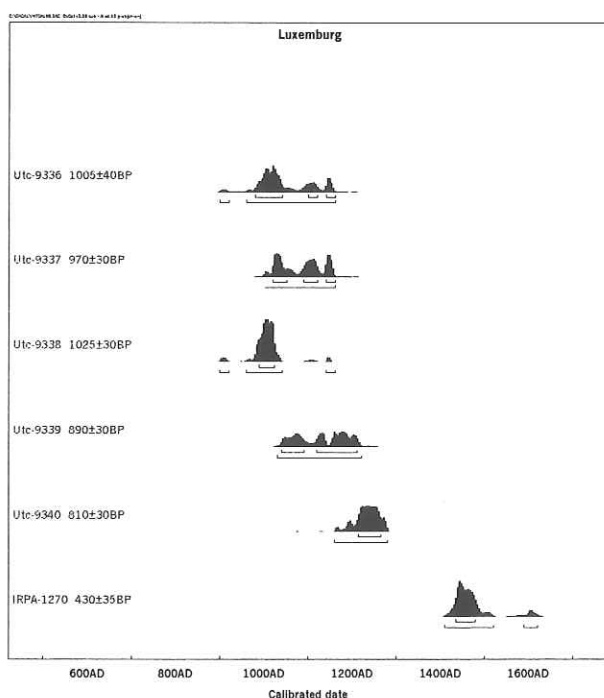 Luxemburg
Utc-9336 1005±40BP
Utc-9337 970±30BP
Utc-9338 1025±30BP
Utc-9339 890±30BP
Utc-9340 810±30BP
IRPA-1270 430±35BP
600AD 800AD 1000AD 1200AD 1400AD 1600AD
Calibrated date